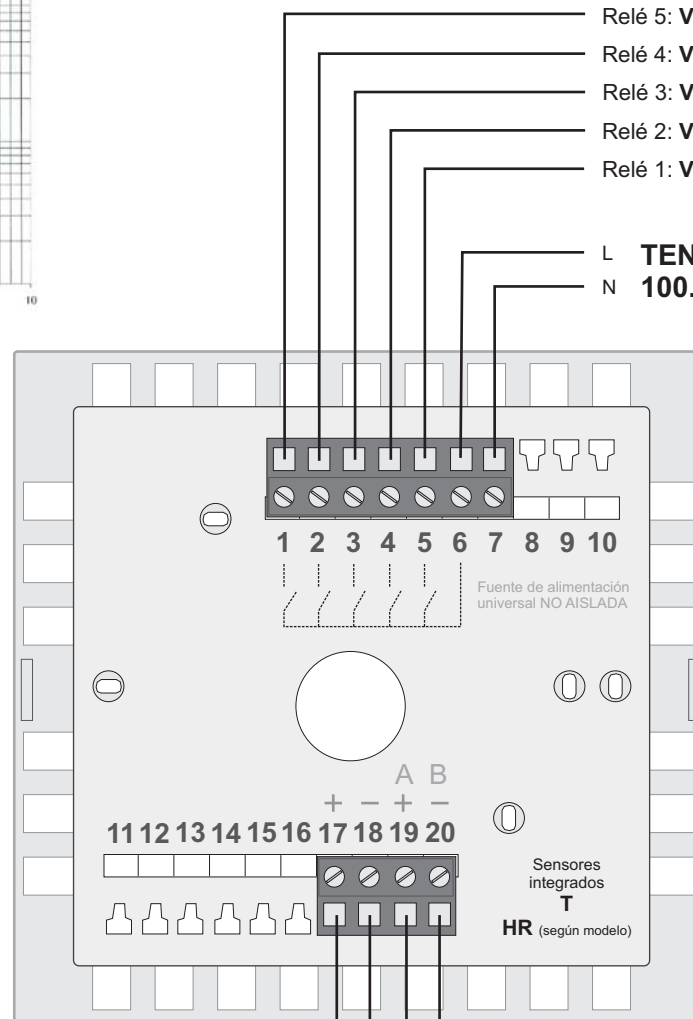 Relé 5: V
Relé 4: V
Relé 3: V
Relé 2: V
Relé 1: V
L TEN
N 100.
10
1 2 3 4 5 6 7 8 9 10
Fuente de alimentación
universal NO AISLADA
A B
+ − + −
11 12 13 14 15 16 17 18 19 20
Sensores
integrados
T
HR (según modelo)